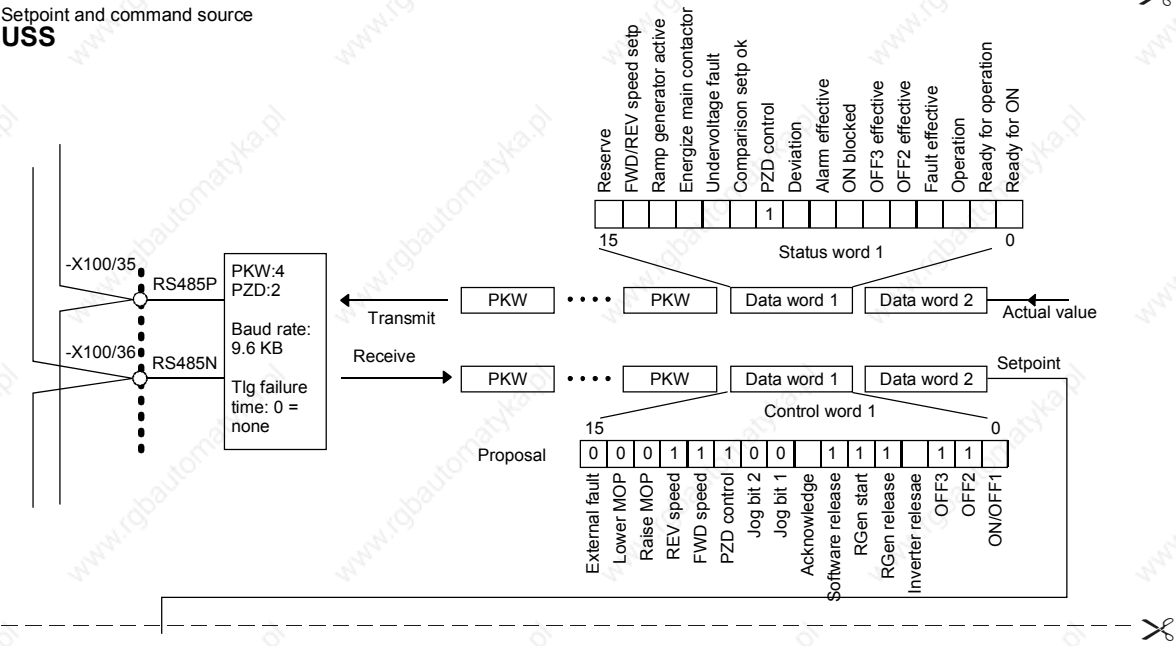 Setpoint and command source
USS
Reserve
FWD/REV speed setp
Ramp generator active
Energize main contactor
Undervoltage fault
Comparison setp ok
PZD control
Deviation
Alarm effective
ON blocked
OFF3 effective
OFF2 effective
Fault effective
Operation
Ready for operation
Ready for ON
1
15
0
Status word 1
-X100/35
RS485P
-X100/36
RS485N
PKW:4
PZD:2
Baud rate:
9.6 KB
Tlg failure
time: 0 =
none
Transmit
PKW
PKW
Data word 1
Data word 2
Actual value
Receive
PKW
PKW
Data word 1
Data word 2
Setpoint
Control word 1
15
0
Proposal
0 0 0 1 1 1 0 0 1 1 1 1 1
External fault
Lower MOP
Raise MOP
REV speed
FWD speed
PZD control
Jog bit 2
Jog bit 1
Acknowledge
Software release
RGen start
RGen release
Inverter relesae
OFF3
OFF2
ON/OFF1
www.rgbautomatyka.pl